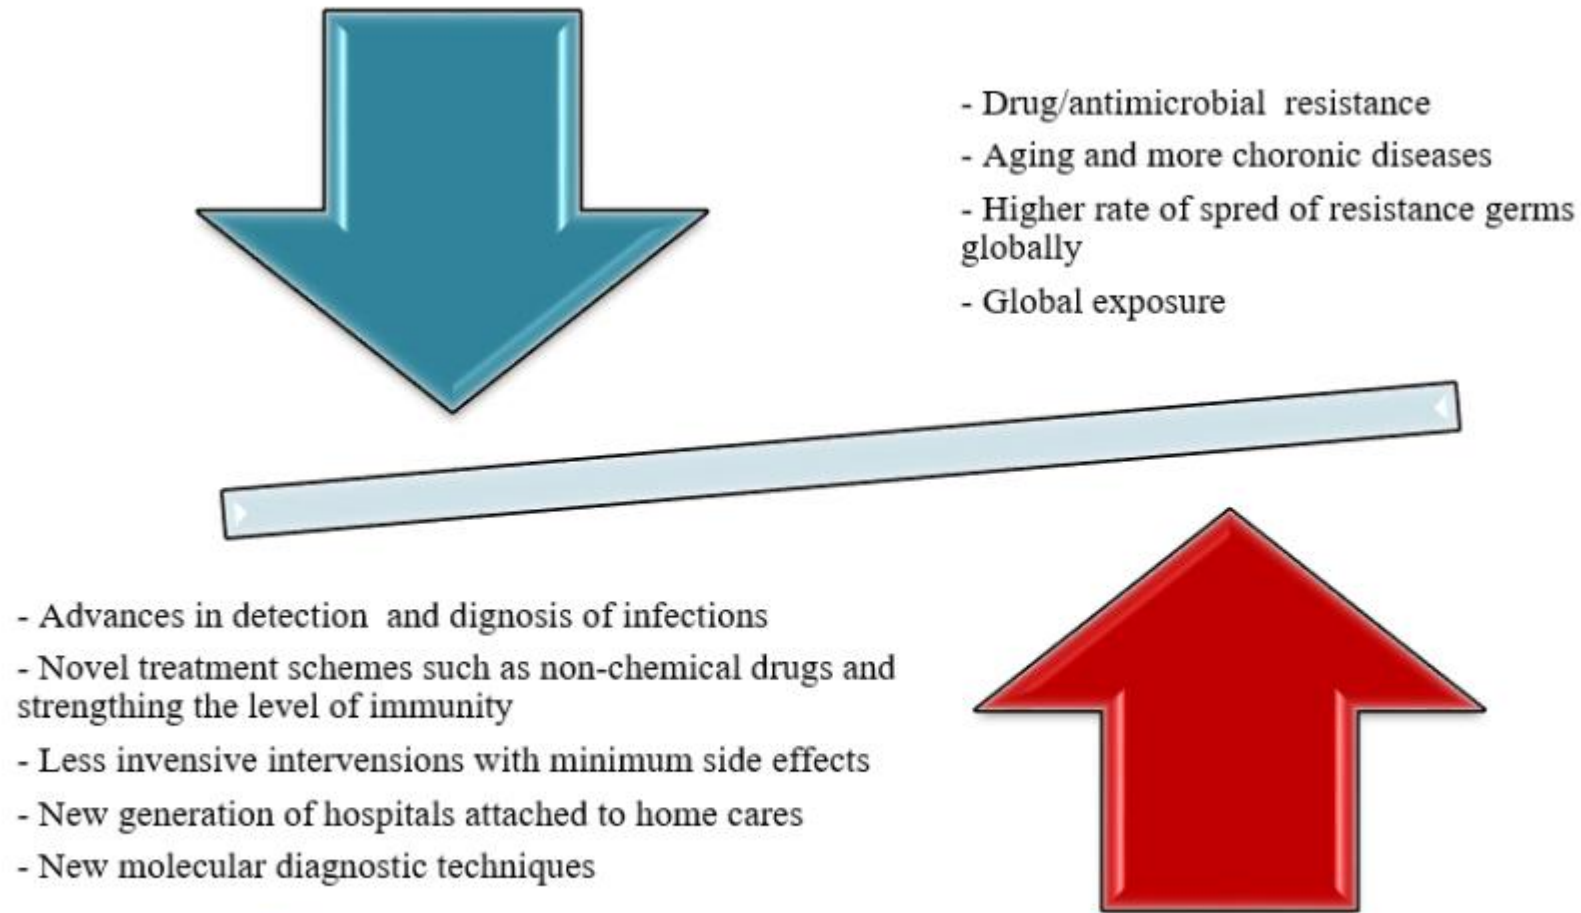 - Drug/antimicrobial resistance
- Aging and more choronic diseases
- Higher rate of spred of resistance germs
globally
- Global exposure
- Advances in detection and dignosis of infections
- Novel treatment schemes such as non-chemical drugs and
strengthing the level of immunity
- Less invensive intervensions with minimum side effects
- New generation of hospitals attached to home cares
- New molecular diagnostic techniques